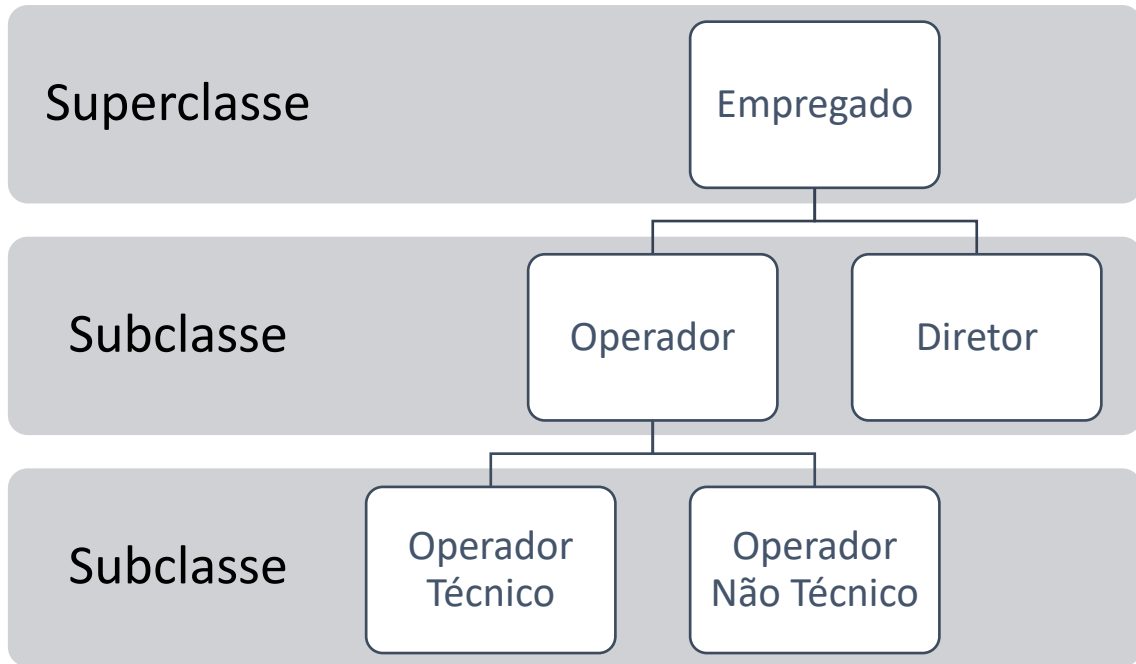 Superclasse
Empregado
Subclasse
Operador
Diretor
Subclasse
Operador
Técnico
Operador
Não Técnico